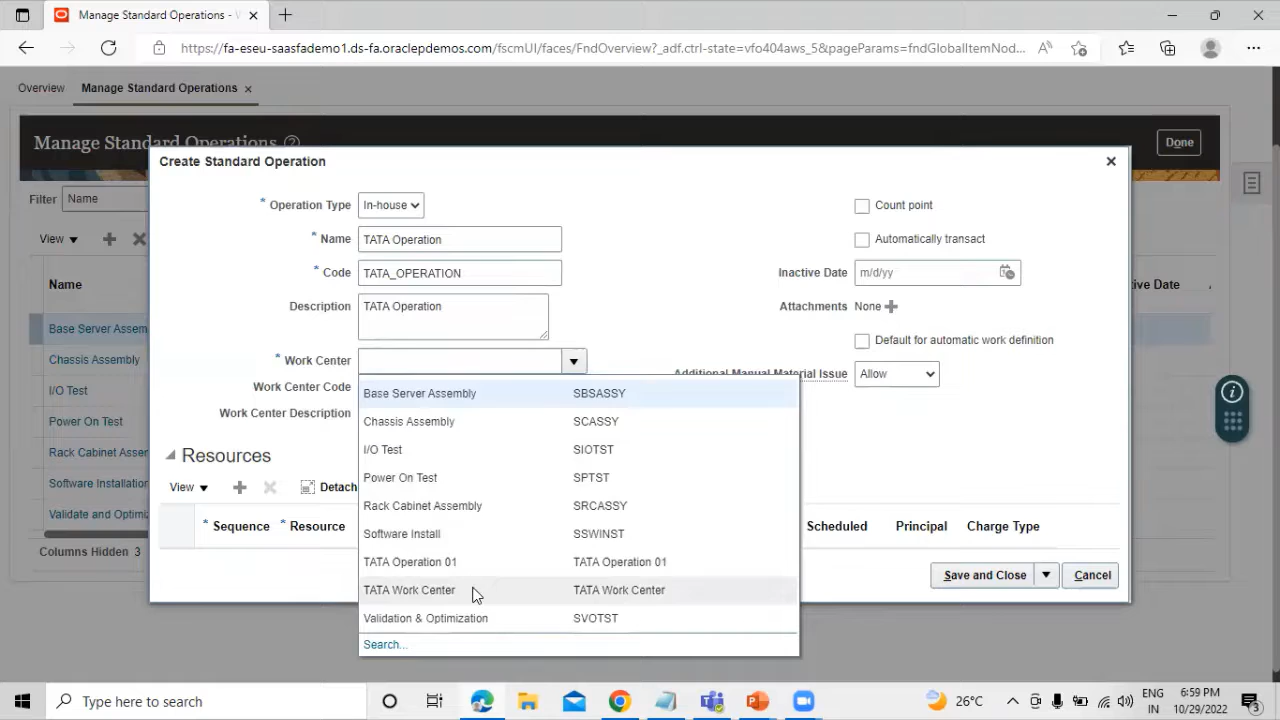 Manage Standard Operations -
https://fa-eseu-saasfademo1.ds-fa.oraclepdemos.com/fscmUI/faces/FndOverview?_adf.ctrl-state=vfo404aws_5&pageParams=fndGlobalItemNod...
Overview Manage Standard Operations
Manage Standard Operations Done
Create Standard Operation
Filter Name
* Operation Type In-house Count point
View * Name TATA Operation Automatically transact
* Code TATA_OPERATION Inactive Date m/d/yy
Name ive Date
Description TATA Operation Attachments None
Base Server Assem
* Work Center Default for automatic work definition
Chassis Assembly
Work Center Code Additional Manual Material Issue Allow
I/O Test
Work Center Description
Power On Test
Rack Cabinet Asser
Software Installation
Validate and Optimiz
Columns Hidden 3
Base Server Assembly SBSASSY
Chassis Assembly SCASSY
I/O Test SIOTST
Power On Test SPTST
Rack Cabinet Assembly SRCASSY
Software Install SSWINST
TATA Operation 01 TATA Operation 01
TATA Work Center TATA Work Center
Validation & Optimization SVOTST
Search...
Resources
View Detach
* Sequence * Resource Scheduled Principal Charge Type
Save and Close Cancel
Type here to search 26°C ENG 6:59 PM
IN 10/29/2022 3